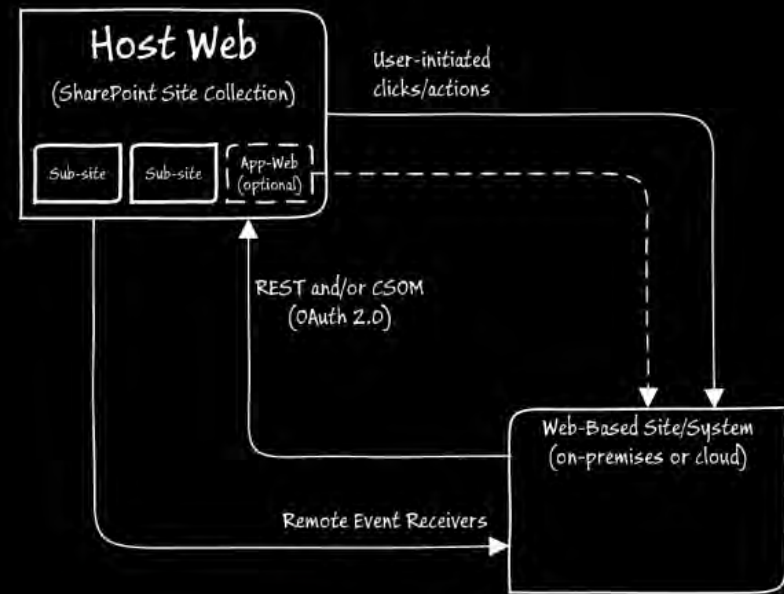 Host Web
(SharePoint Site Collection)
Sub-site
Sub-site
App-Web
(optional)
User-initiated
clicks/actions
REST and/or CSOM
(OAuth 2.0)
Web-Based Site/System
(on-premises or cloud)
Remote Event Receivers